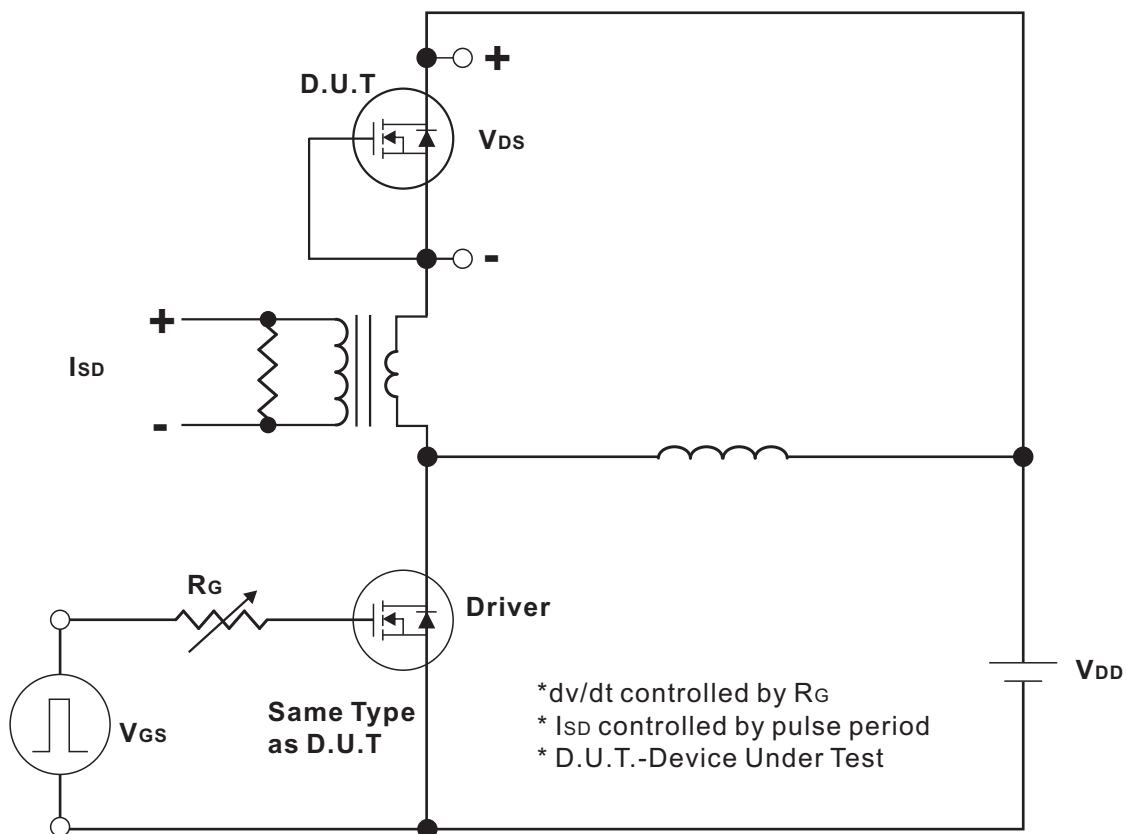 +
D.U.T
VDS
-
+
ISD
-
RG
Driver
VDD
VGS
Same Type
as D.U.T
*dv/dt controlled by RG
* ISD controlled by pulse period
* D.U.T.-Device Under Test